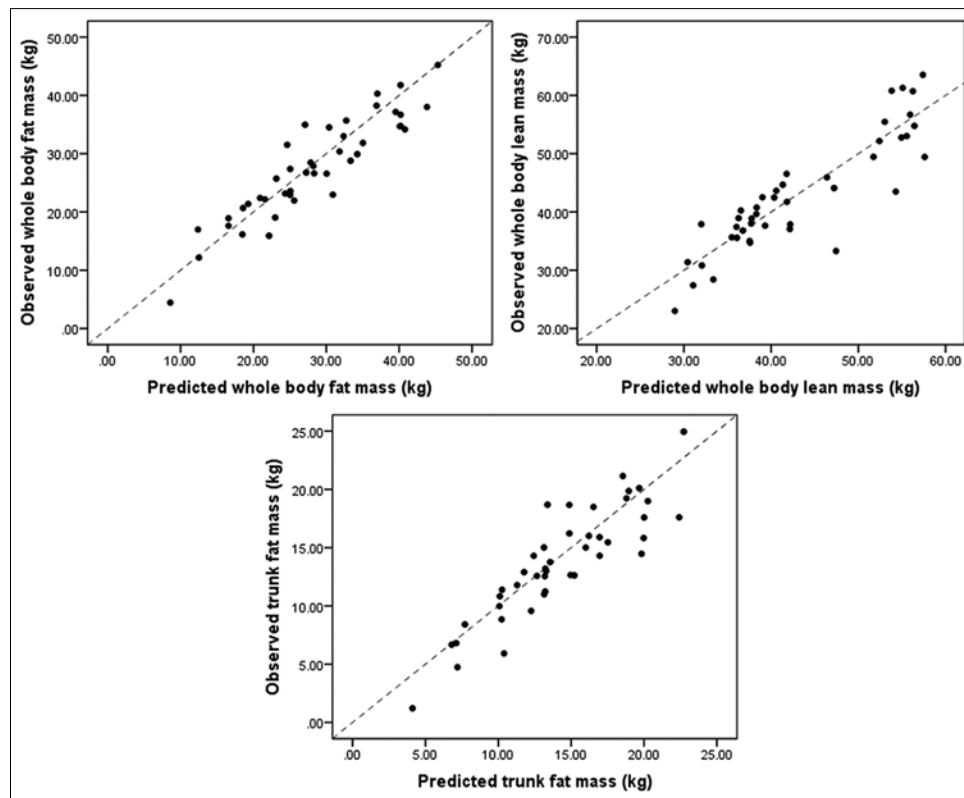 50.00
40.00
30.00
20.00
10.00
.00
Observed whole body fat mass (kg)
.00 10.00 20.00 30.00 40.00 50.00
Predicted whole body fat mass (kg)
70.00
60.00
50.00
40.00
30.00
20.00
Observed whole body lean mass (kg)
20.00 30.00 40.00 50.00 60.00
Predicted whole body lean mass (kg)
25.00
20.00
15.00
10.00
5.00
.00
Observed trunk fat mass (kg)
.00 5.00 10.00 15.00 20.00 25.00
Predicted trunk fat mass (kg)